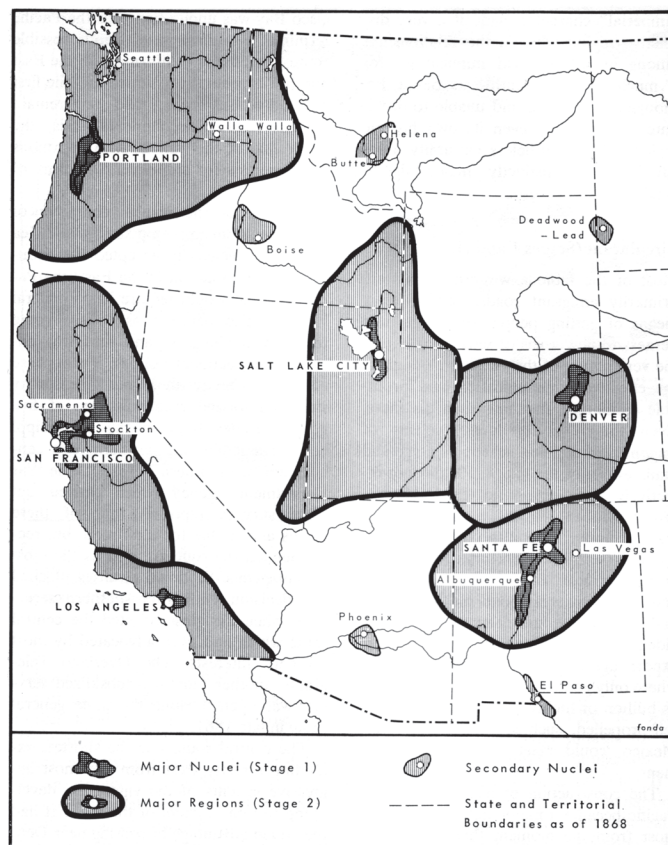 Seattle
Walla Walla
PORTLAND
Helena
Butte
Boise
Deadwood
–Lead
SALT LAKE CITY
DENVER
Sacramento
Stockton
SAN FRANCISCO
SANTA FE
Las Vegas
Albuquerque
LOS ANGELES
Phoenix
El Paso
fonda
Major Nuclei (Stage 1)
Major Regions (Stage 2)
Secondary Nuclei
State and Territorial
Boundaries as of 1868